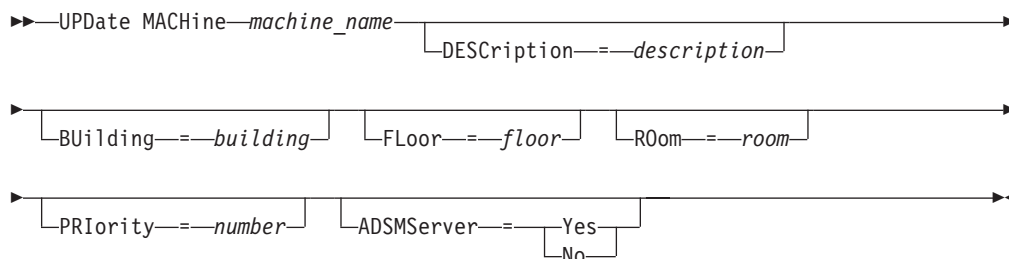 UPDate MACHine machine_name
DESCription = description
BUilding = building FLoor = floor ROom = room
PRIority = number ADSMServer = Yes
No